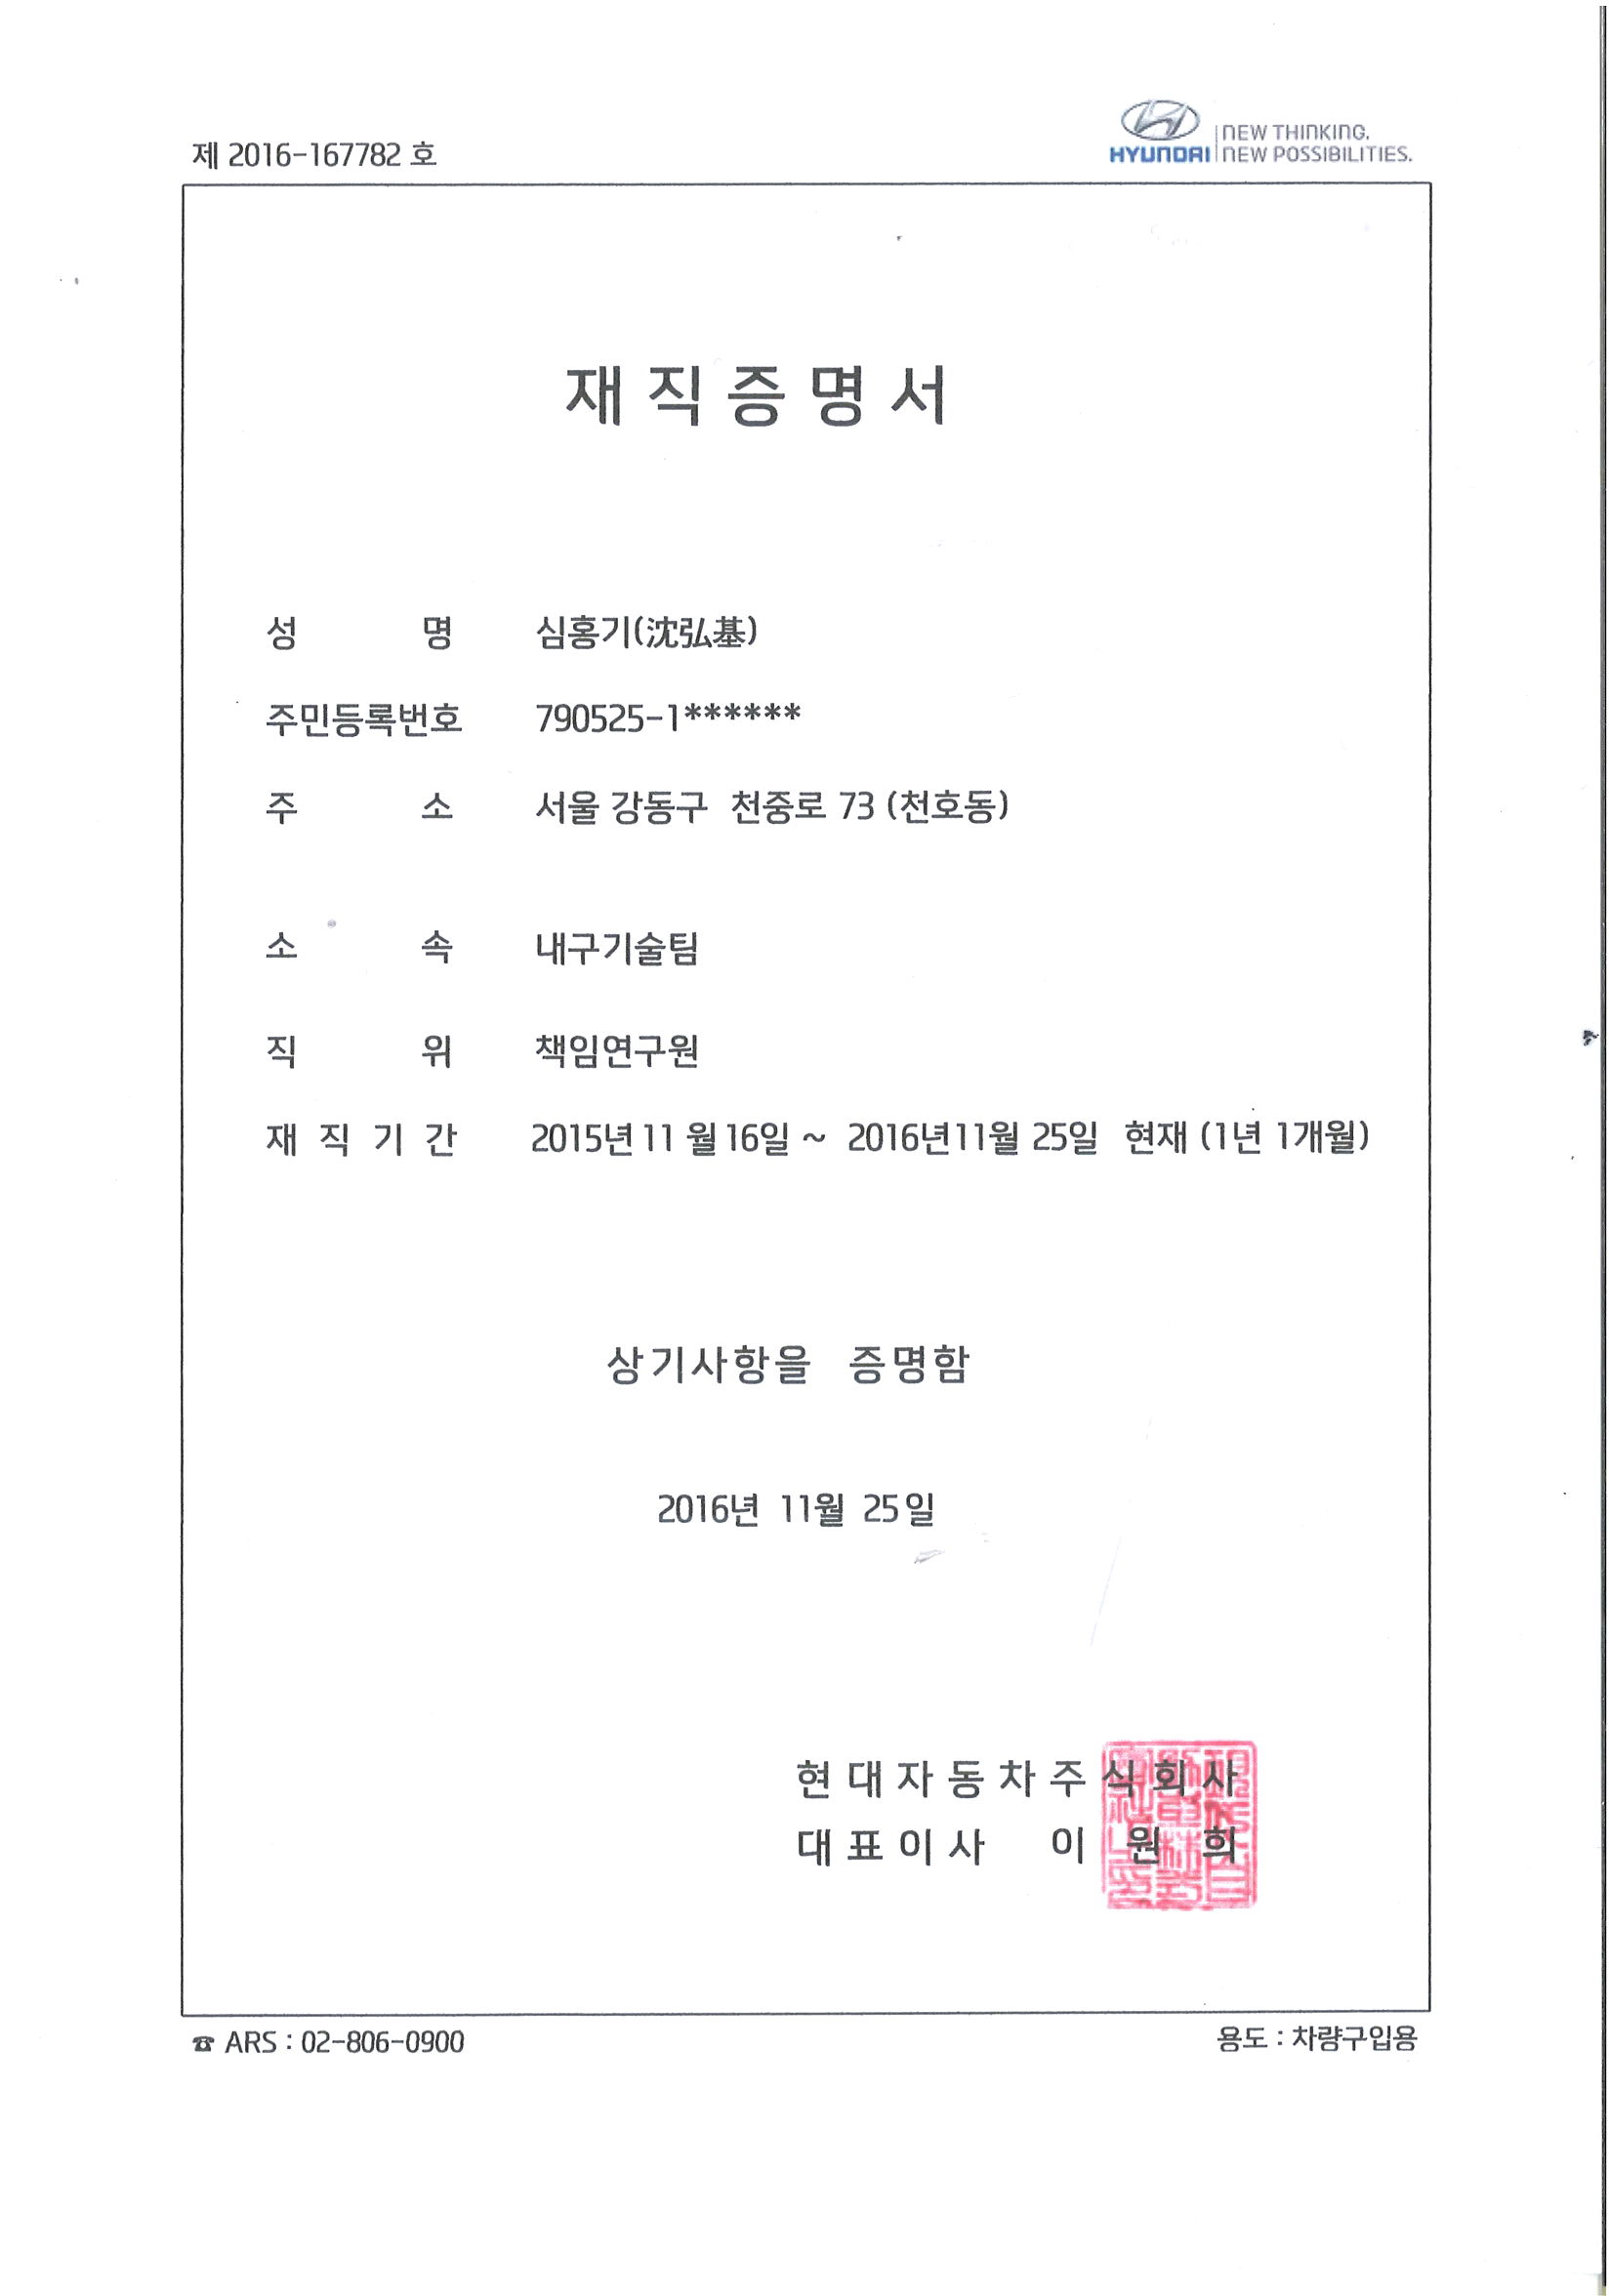 제 2016-167782 호
HYUNDAI NEW THINKING.
NEW POSSIBILITIES.
재직증명서
성 명 심홍기(沈弘基)
주민등록번호 790525-1******
주 소 서울 강동구 천중로 73 (천호동)
소 속 내구기술팀
직 위 책임연구원
재 직 기 간 2015년 11 월 16일 ~ 2016년11월 25일 현재 (1년 1개월)
상기사항을 증명함
2016년 11월 25일
현대자동차주식회사
대표이사 이원희
☎ ARS : 02-806-0900
용도 : 차량구입용